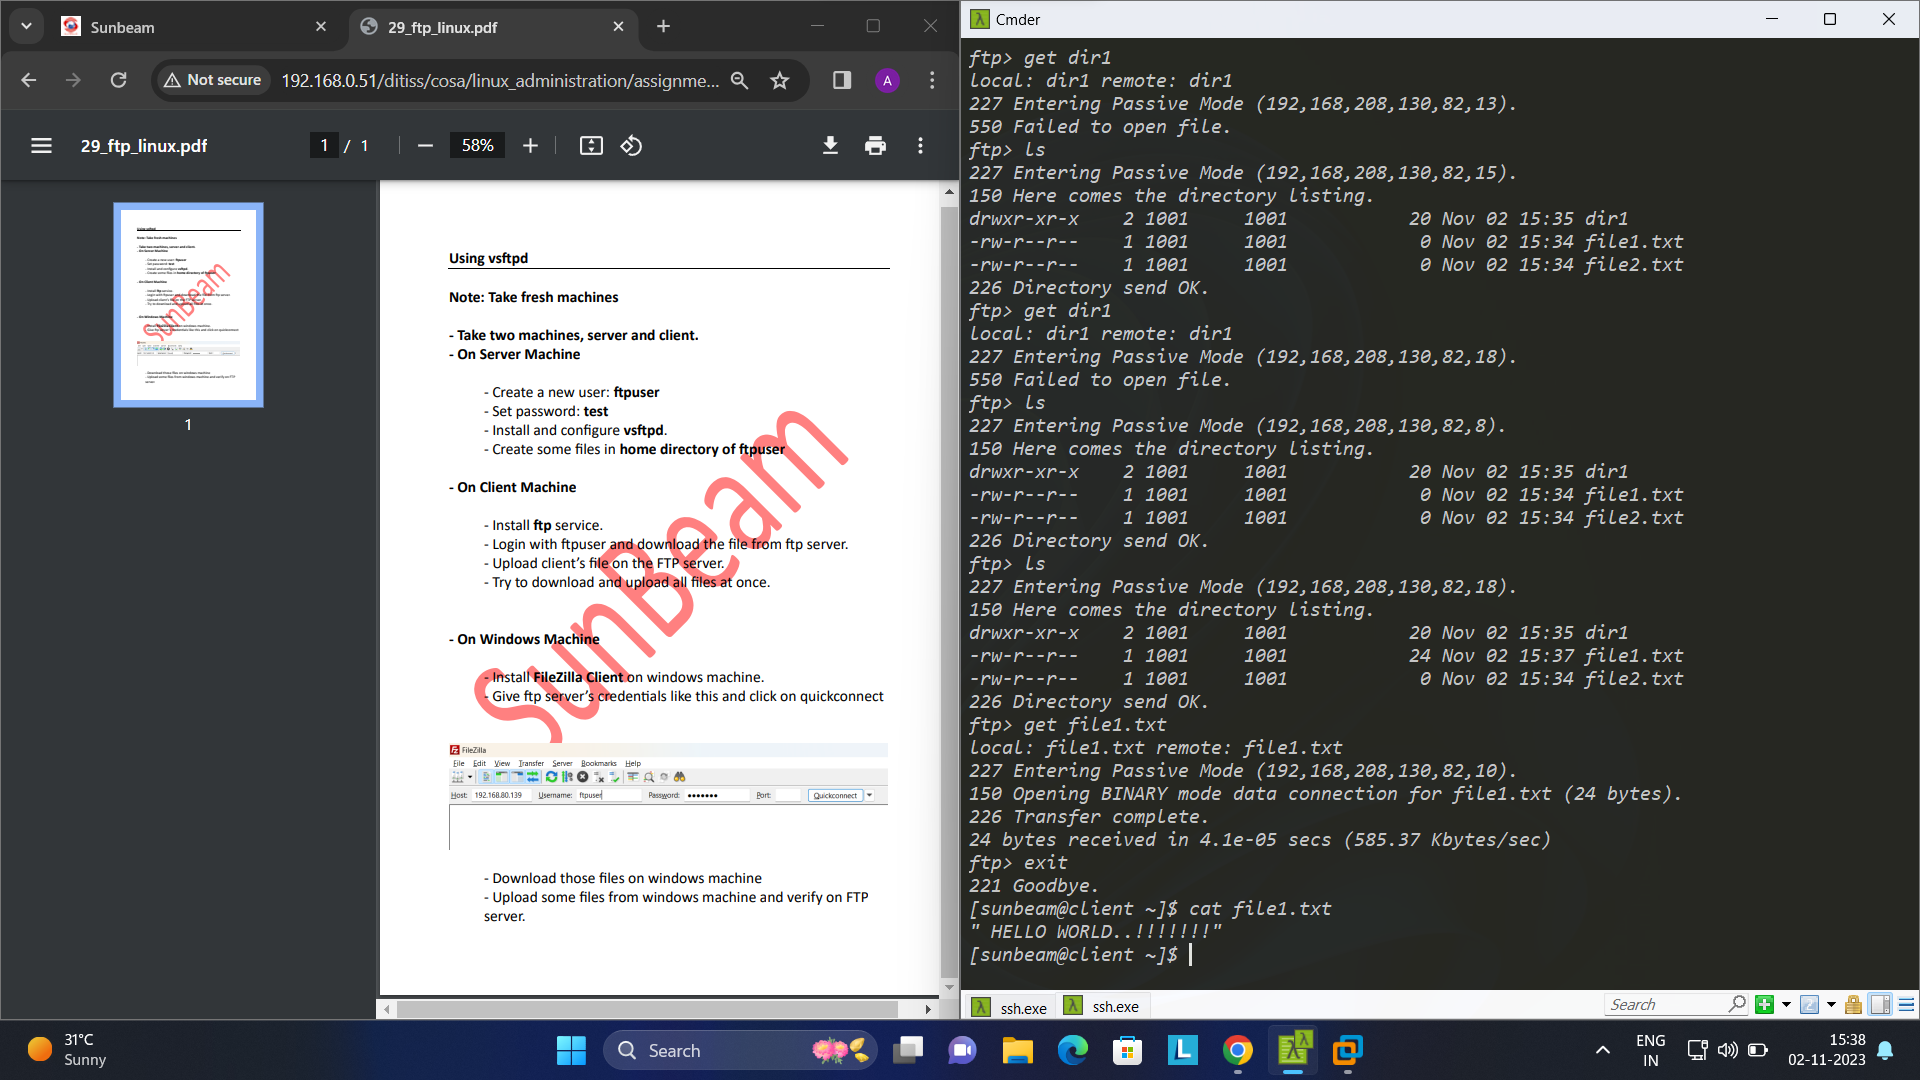 Sunbeam
29_ftp_linux.pdf
Not secure
192.168.0.51/ditiss/cosa/linux_administration/assignme...
A
29_ftp_linux.pdf
1 / 1
58%
1
Using vsftpd
Note: Take fresh machines
- Take two machines, server and client.
- On Server Machine
- Create a new user: ftpuser
- Set password: test
- Install and configure vsftpd.
- Create some files in home directory of ftpuser
- On Client Machine
- Install ftp service.
- Login with ftpuser and download the file from ftp server.
- Upload client’s file on the FTP server.
- Try to download and upload all files at once.
- On Windows Machine
- Install FileZilla Client on windows machine.
- Give ftp server’s credentials like this and click on quickconnect
SunBeam
FileZilla
File Edit View Transfer Server Bookmarks Help
Host: 192.168.80.139 Username: ftpuser Password: ●●●●●●● Port: Quickconnect
- Download those files on windows machine
- Upload some files from windows machine and verify on FTP
server.
Cmder
ftp> get dir1
local: dir1 remote: dir1
227 Entering Passive Mode (192,168,208,130,82,13).
550 Failed to open file.
ftp> ls
227 Entering Passive Mode (192,168,208,130,82,15).
150 Here comes the directory listing.
drwxr-xr-x    2 1001     1001           20 Nov 02 15:35 dir1
-rw-r--r--    1 1001     1001            0 Nov 02 15:34 file1.txt
-rw-r--r--    1 1001     1001            0 Nov 02 15:34 file2.txt
226 Directory send OK.
ftp> get dir1
local: dir1 remote: dir1
227 Entering Passive Mode (192,168,208,130,82,18).
550 Failed to open file.
ftp> ls
227 Entering Passive Mode (192,168,208,130,82,8).
150 Here comes the directory listing.
drwxr-xr-x    2 1001     1001           20 Nov 02 15:35 dir1
-rw-r--r--    1 1001     1001            0 Nov 02 15:34 file1.txt
-rw-r--r--    1 1001     1001            0 Nov 02 15:34 file2.txt
226 Directory send OK.
ftp> ls
227 Entering Passive Mode (192,168,208,130,82,18).
150 Here comes the directory listing.
drwxr-xr-x    2 1001     1001           20 Nov 02 15:35 dir1
-rw-r--r--    1 1001     1001           24 Nov 02 15:37 file1.txt
-rw-r--r--    1 1001     1001            0 Nov 02 15:34 file2.txt
226 Directory send OK.
ftp> get file1.txt
local: file1.txt remote: file1.txt
227 Entering Passive Mode (192,168,208,130,82,10).
150 Opening BINARY mode data connection for file1.txt (24 bytes).
226 Transfer complete.
24 bytes received in 4.1e-05 secs (585.37 Kbytes/sec)
ftp> exit
221 Goodbye.
[sunbeam@client ~]$ cat file1.txt
" HELLO WORLD..!!!!!!!"
[sunbeam@client ~]$
ssh.exe
ssh.exe
Search
31°C
Sunny
Search
L
ENG
IN
15:38
02-11-2023